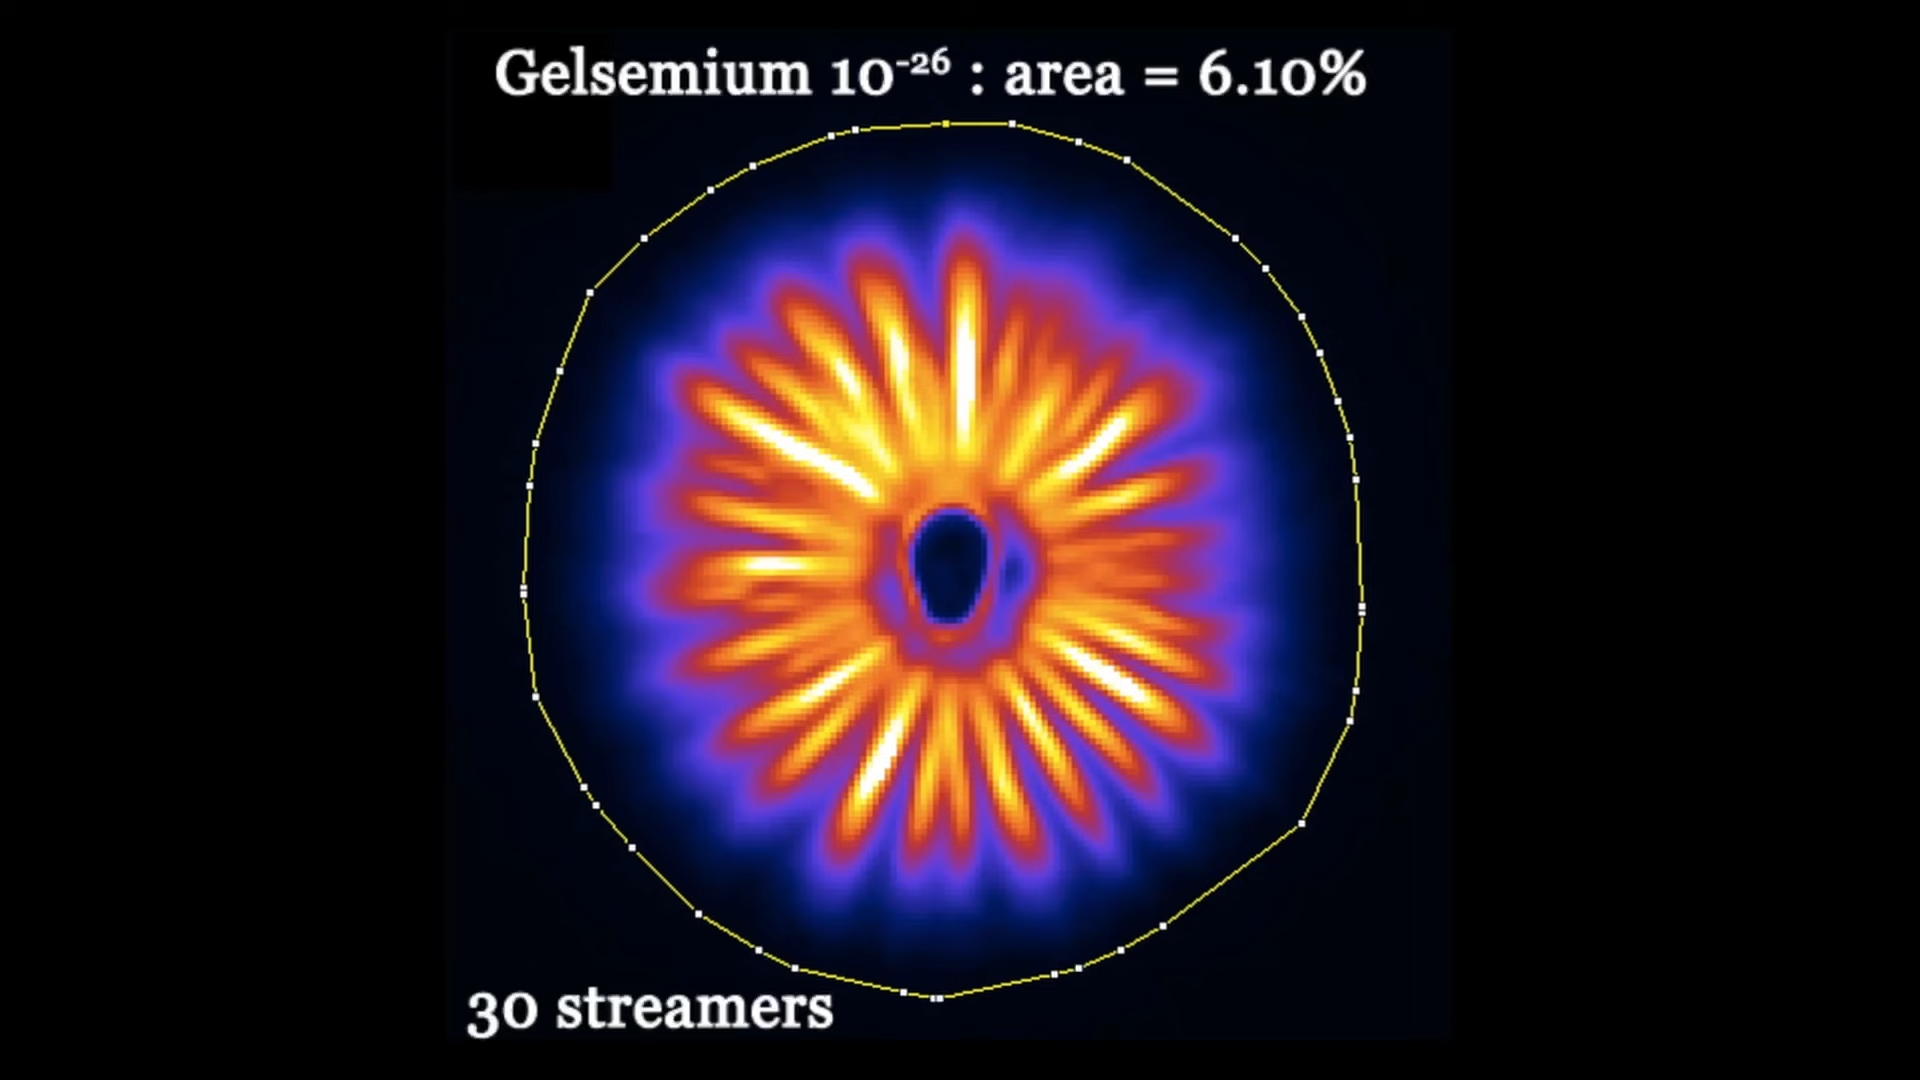 Gelsemium 10⁻²⁶ : area = 6.10%
30 streamers